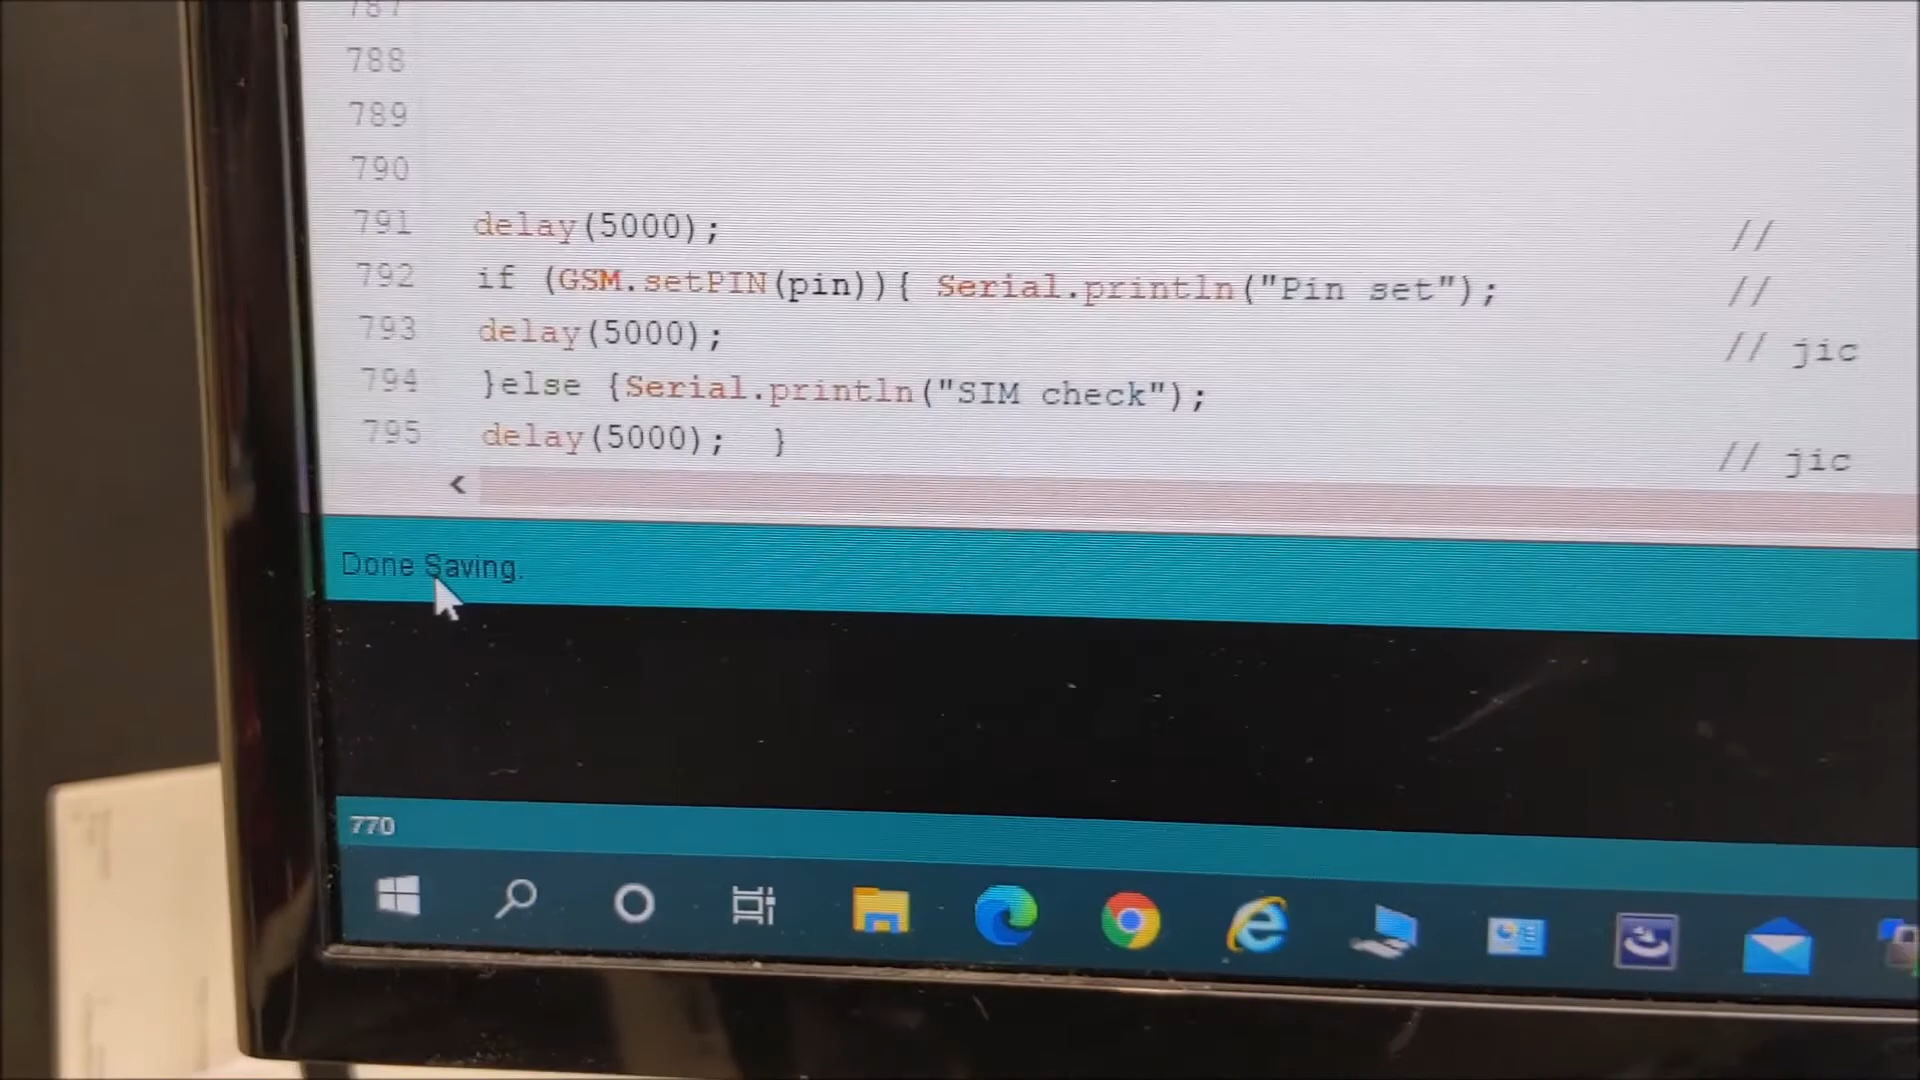 787
788
789
790
791 delay(5000); //
792 if (GSM.setPIN(pin)){ Serial.println("Pin set"); //
793 delay(5000); // jic
794 }else {Serial.println("SIM check");
795 delay(5000); } // jic
<
Done Saving.
770